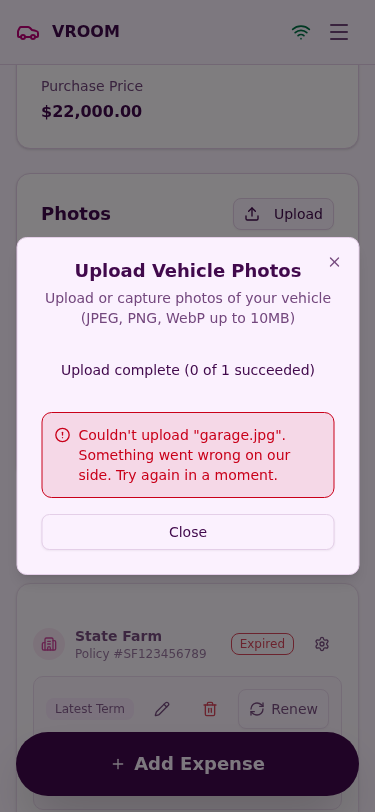 VROOM
Purchase Price
$22,000.00
Photos
Upload
Upload Vehicle Photos
Upload or capture photos of your vehicle
(JPEG, PNG, WebP up to 10MB)
Upload complete (0 of 1 succeeded)
Couldn't upload "garage.jpg".
Something went wrong on our
side. Try again in a moment.
Close
State Farm
Policy #SF123456789
Expired
Latest Term
Renew
+ Add Expense